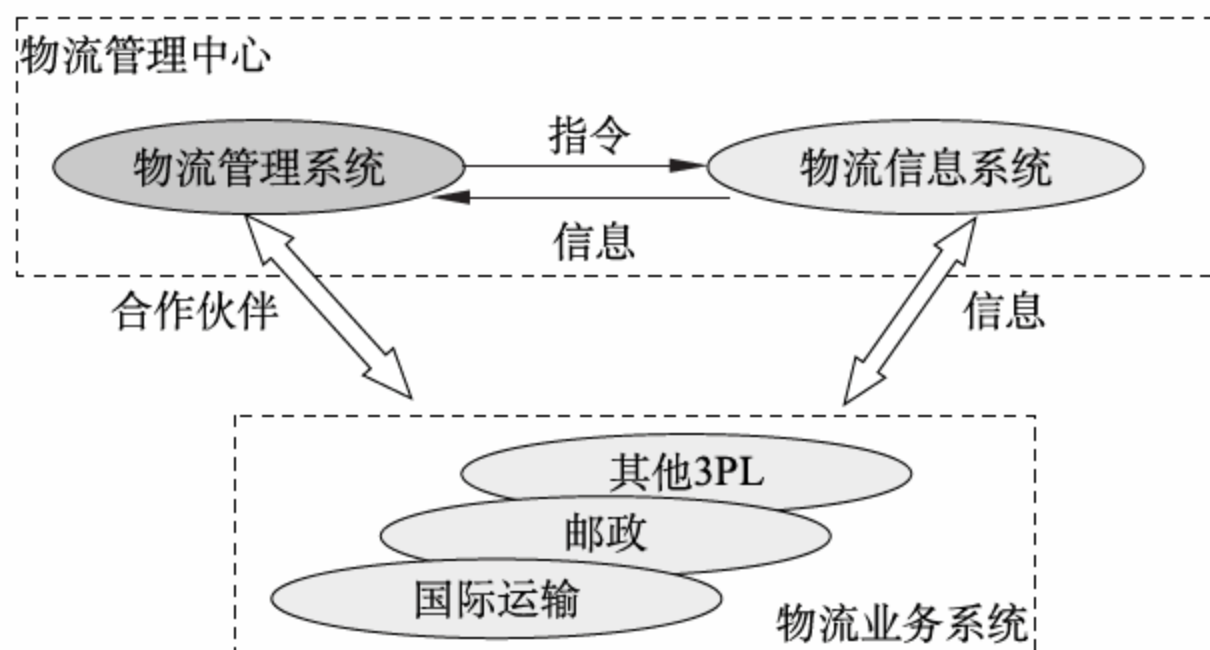 物流管理中心
指令
物流管理系统
物流信息系统
信息
合作伙伴
信息
其他3PL
邮政
国际运输
物流业务系统